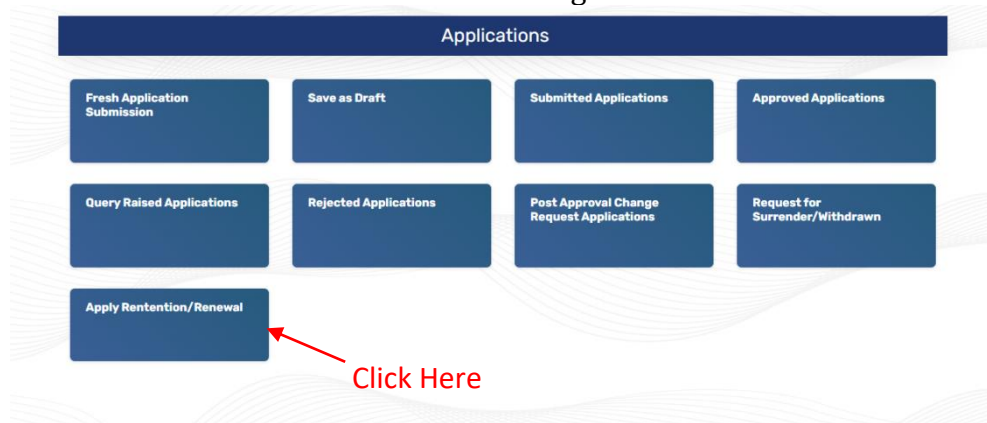 Applications
Fresh Application
Submission
Save as Draft
Submitted Applications
Approved Applications
Query Raised Applications
Rejected Applications
Post Approval Change
Request Applications
Request for
Surrender/Withdrawn
Apply Rentention/Renewal
Click Here